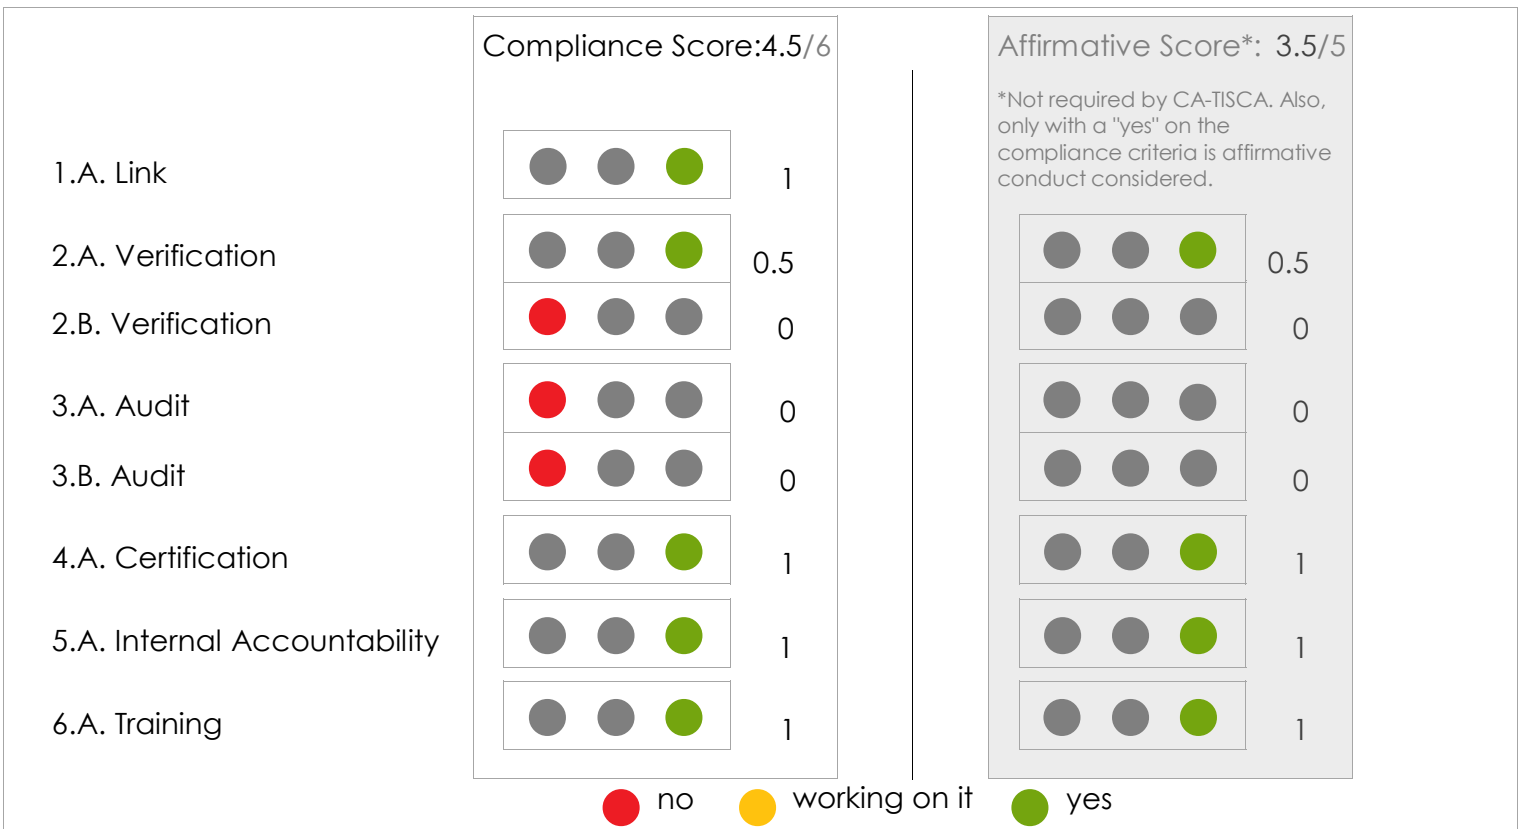 Compliance Score:4.5/6
Affirmative Score*: 3.5/5
*Not required by CA-TISCA. Also,
only with a "yes" on the
compliance criteria is affirmative
conduct considered.
1.A. Link 1
2.A. Verification 0.5 0.5
2.B. Verification 0 0
3.A. Audit 0 0
3.B. Audit 0 0
4.A. Certification 1 1
5.A. Internal Accountability 1 1
6.A. Training 1 1
no working on it yes